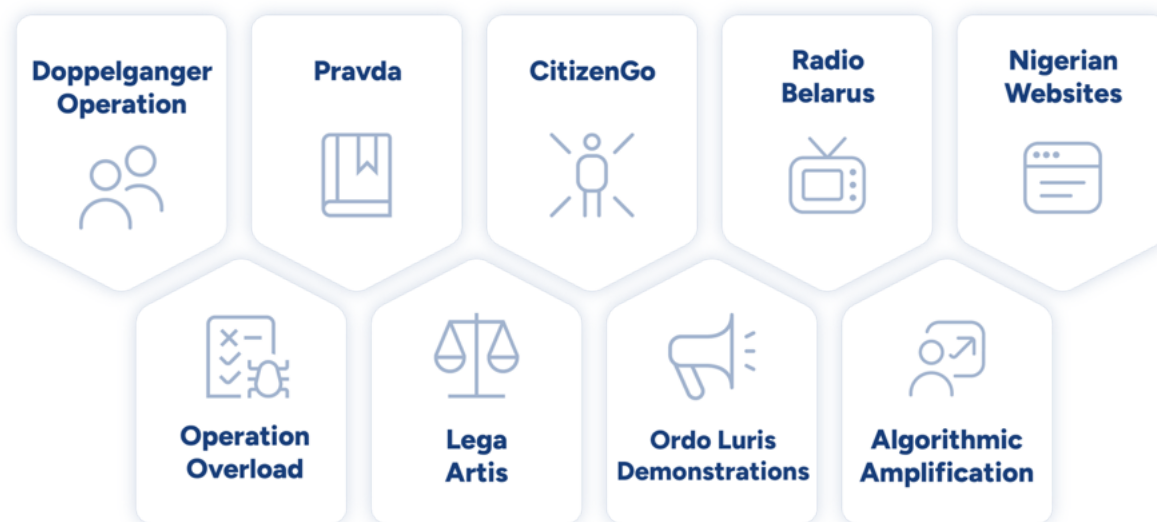 Doppelganger
Operation
Pravda
CitizenGo
Radio
Belarus
Nigerian
Websites
Operation
Overload
Lega
Artis
Ordo Luris
Demonstrations
Algorithmic
Amplification